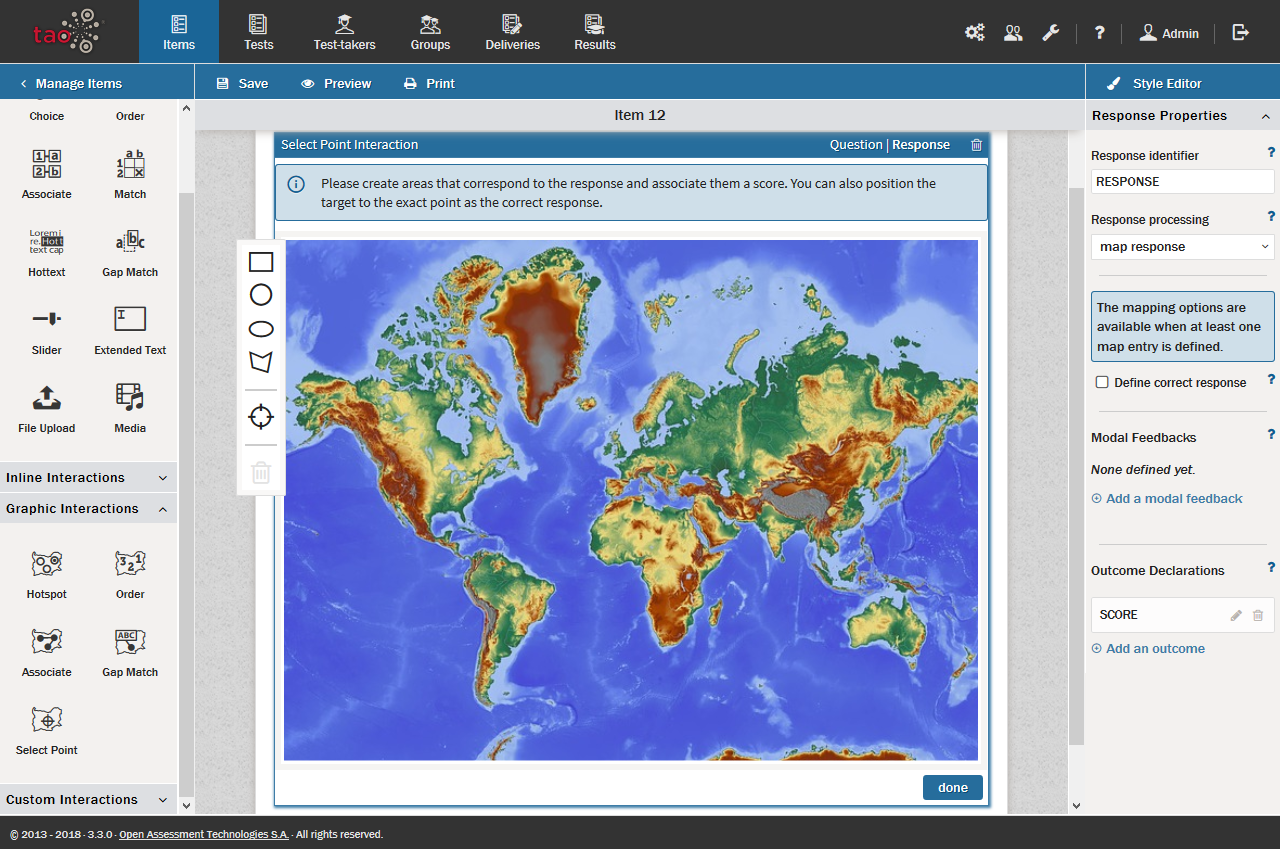 tao
Items
Tests
Test-takers
Groups
Deliveries
Results
?
Admin
Manage Items
Save
Preview
Print
Style Editor
Choice
Order
Associate
Match
Hottext
Gap Match
Slider
Extended Text
File Upload
Media
Inline Interactions
Graphic Interactions
Hotspot
Order
Associate
Gap Match
Select Point
Custom Interactions
Item 12
Select Point Interaction
Question | Response
Please create areas that correspond to the response and associate them a score. You can also position the
target to the exact point as the correct response.
done
Response Properties
Response identifier ?
RESPONSE
Response processing ?
map response
The mapping options are
available when at least one
map entry is defined.
Define correct response ?
Modal Feedbacks ?
None defined yet.
Add a modal feedback
Outcome Declarations ?
SCORE
Add an outcome
© 2013 - 2018 · 3.3.0 · Open Assessment Technologies S.A. · All rights reserved.